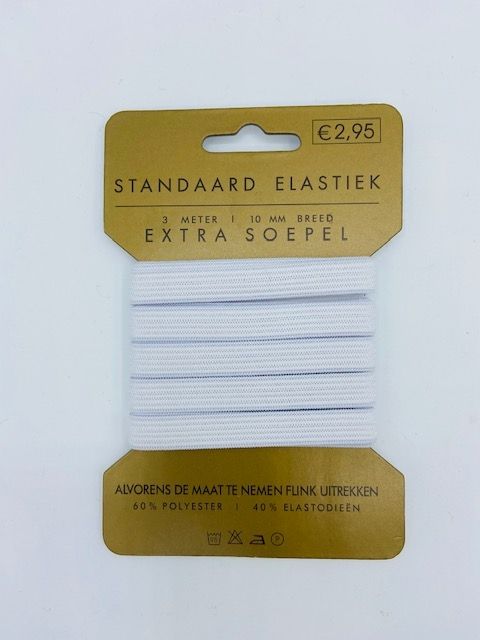 €2,95
STANDAARD ELASTIEK
3 METER | 10 MM BREED
EXTRA SOEPEL
ALVORENS DE MAAT TE NEMEN FLINK UITREKKEN
60% POLYESTER | 40% ELASTODIEËN
P